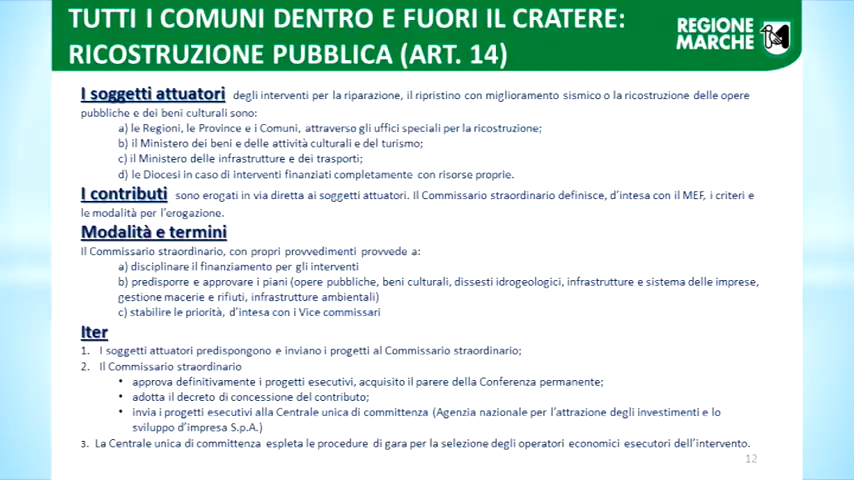 TUTTI I COMUNI DENTRO E FUORI IL CRATERE:
RICOSTRUZIONE PUBBLICA (ART. 14)
REGIONE
MARCHE
I soggetti attuatori degli interventi per la riparazione, il ripristino con miglioramento sismico o la ricostruzione delle opere
pubbliche e dei beni culturali sono:
a) le Regioni, le Province e i Comuni, attraverso gli uffici speciali per la ricostruzione;
b) il Ministero dei beni e delle attività culturali e del turismo;
c) il Ministero delle infrastrutture e dei trasporti;
d) le Diocesi in caso di interventi finanziati completamente con risorse proprie.
I contributi sono erogati in via diretta ai soggetti attuatori. Il Commissario straordinario definisce, d'intesa con il MEF, i criteri e
le modalità per l'erogazione.
Modalità e termini
Il Commissario straordinario, con propri provvedimenti provvede a:
a) disciplinare il finanziamento per gli interventi
b) predisporre e approvare i piani (opere pubbliche, beni culturali, dissesti idrogeologici, infrastrutture e sistema delle imprese,
gestione macerie e rifiuti, infrastrutture ambientali)
c) stabilire le priorità, d'intesa con i Vice commissari
Iter
1. I soggetti attuatori predispongono e inviano i progetti al Commissario straordinario;
2. Il Commissario straordinario
• approva definitivamente i progetti esecutivi, acquisito il parere della Conferenza permanente;
• adotta il decreto di concessione del contributo;
• invia i progetti esecutivi alla Centrale unica di committenza (Agenzia nazionale per l'attrazione degli investimenti e lo
sviluppo d'impresa S.p.A.)
3. La Centrale unica di committenza espleta le procedure di gara per la selezione degli operatori economici esecutori dell'intervento.
12